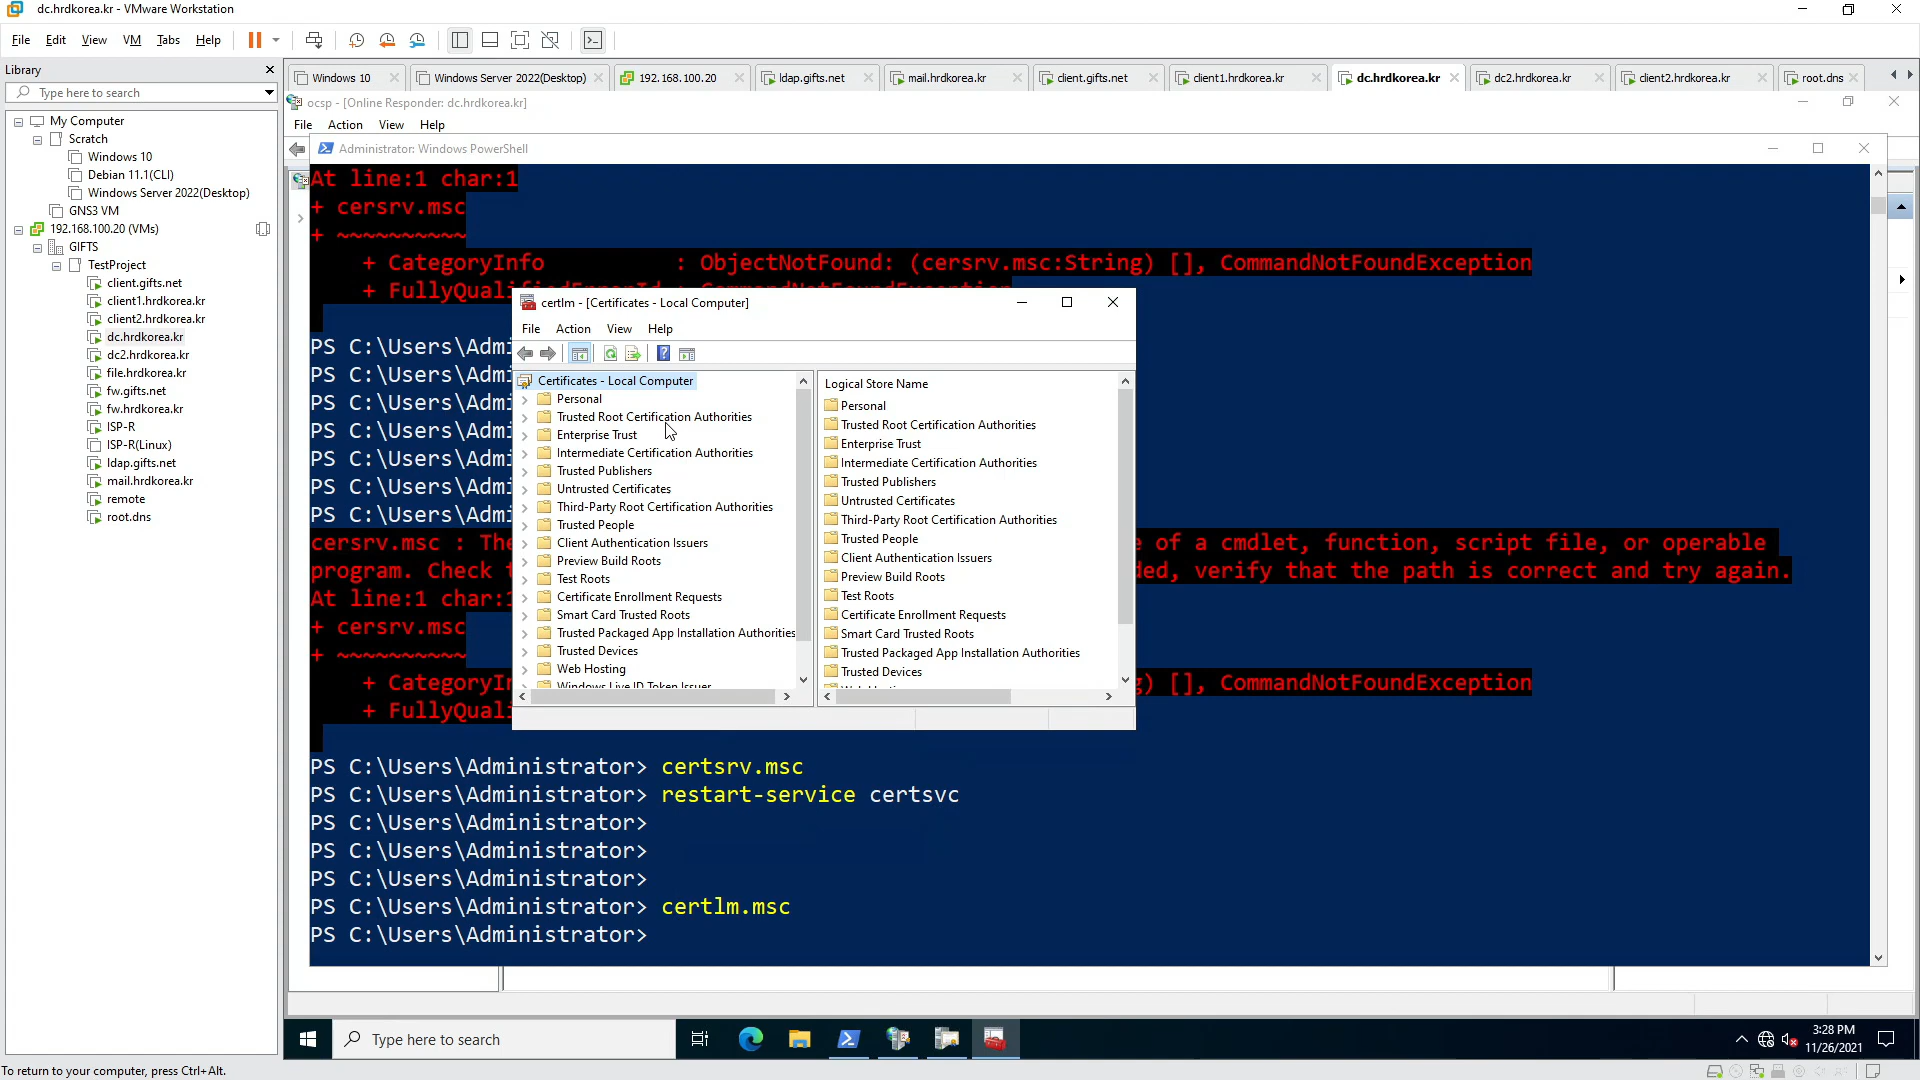 dc.hrdkorea.kr - VMware Workstation
File Edit View VM Tabs Help
Library
Type here to search
My Computer
Scratch
Windows 10
Debian 11.1(CLI)
Windows Server 2022(Desktop)
GNS3 VM
192.168.100.20 (VMs)
GIFTS
TestProject
client.gifts.net
client1.hrdkorea.kr
client2.hrdkorea.kr
dc.hrdkorea.kr
dc2.hrdkorea.kr
file.hrdkorea.kr
fw.gifts.net
fw.hrdkorea.kr
ISP-R
ISP-R(Linux)
ldap.gifts.net
mail.hrdkorea.kr
remote
root.dns
Windows 10 Windows Server 2022(Desktop) 192.168.100.20 ldap.gifts.net mail.hrdkorea.kr client.gifts.net client1.hrdkorea.kr dc.hrdkorea.kr dc2.hrdkorea.kr client2.hrdkorea.kr root.dns
ocsp - [Online Responder: dc.hrdkorea.kr]
File Action View Help
Administrator: Windows PowerShell
At line:1 char:1
+ cersrv.msc
+ ~~~~~~~~~~
+ CategoryInfo : ObjectNotFound: (cersrv.msc:String) [], CommandNotFoundException
+ FullyQualifiedErrorId : CommandNotFoundException
PS C:\Users\Admi
PS C:\Users\Admi
PS C:\Users\Admi
PS C:\Users\Admi
PS C:\Users\Admi
PS C:\Users\Admi
PS C:\Users\Admi
cersrv.msc : The e of a cmdlet, function, script file, or operable
program. Check t ded, verify that the path is correct and try again.
At line:1 char:1
+ cersrv.msc
+ ~~~~~~~~~~
+ CategoryI g) [], CommandNotFoundException
+ FullyQuali
PS C:\Users\Administrator> certsrv.msc
PS C:\Users\Administrator> restart-service certsvc
PS C:\Users\Administrator>
PS C:\Users\Administrator>
PS C:\Users\Administrator>
PS C:\Users\Administrator> certlm.msc
PS C:\Users\Administrator>
certlm - [Certificates - Local Computer]
File Action View Help
Certificates - Local Computer
Personal
Trusted Root Certification Authorities
Enterprise Trust
Intermediate Certification Authorities
Trusted Publishers
Untrusted Certificates
Third-Party Root Certification Authorities
Trusted People
Client Authentication Issuers
Preview Build Roots
Test Roots
Certificate Enrollment Requests
Smart Card Trusted Roots
Trusted Packaged App Installation Authorities
Trusted Devices
Web Hosting
Windows Live ID Token Issuer
Logical Store Name
Personal
Trusted Root Certification Authorities
Enterprise Trust
Intermediate Certification Authorities
Trusted Publishers
Untrusted Certificates
Third-Party Root Certification Authorities
Trusted People
Client Authentication Issuers
Preview Build Roots
Test Roots
Certificate Enrollment Requests
Smart Card Trusted Roots
Trusted Packaged App Installation Authorities
Trusted Devices
Type here to search
3:28 PM
11/26/2021
To return to your computer, press Ctrl+Alt.